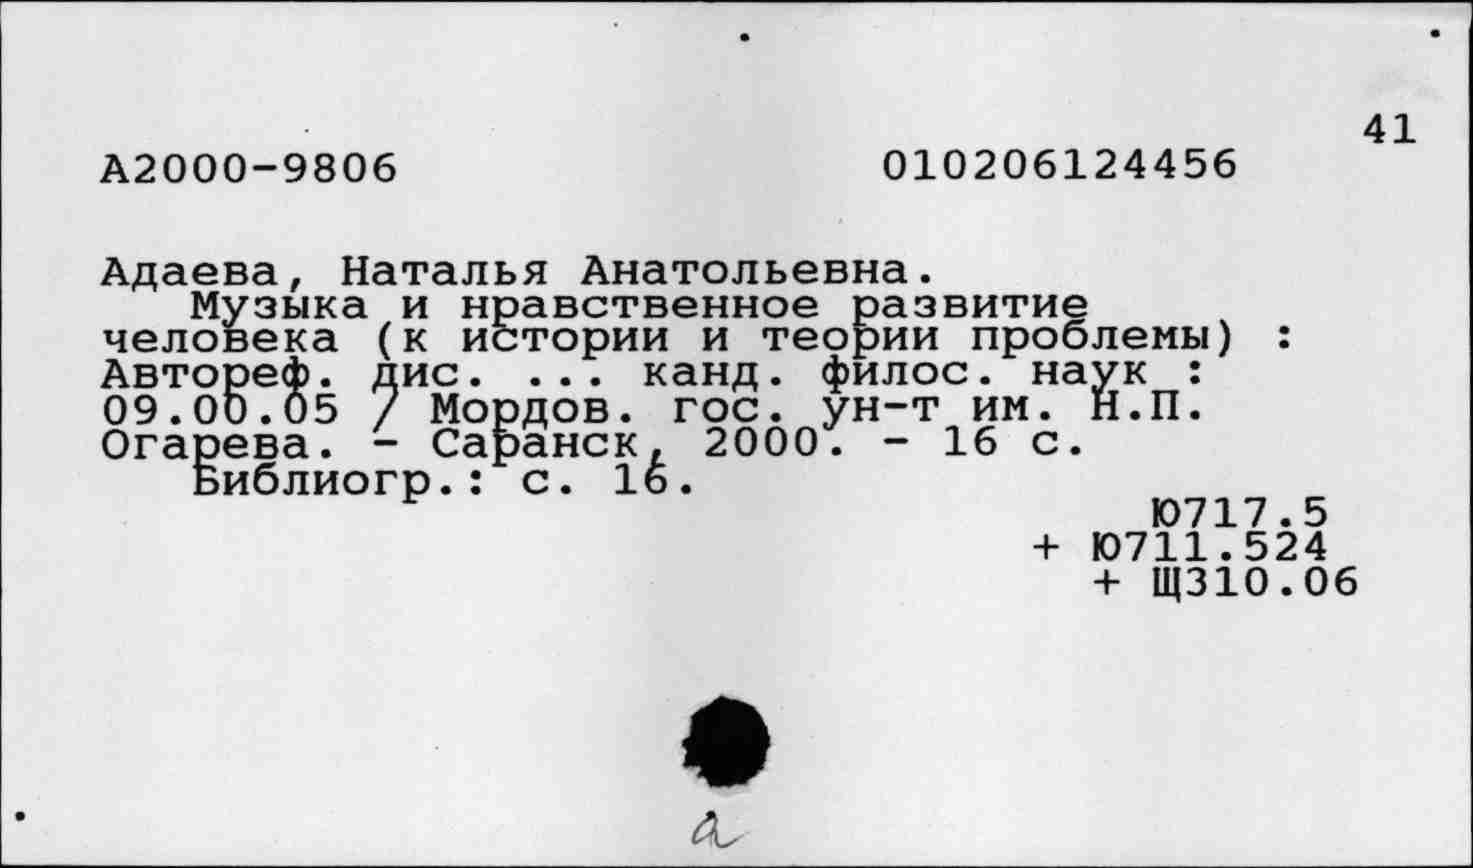 41
А2000-9806 010206124456
Адаева, Наталья Анатольевна.
Музыка и нравственное развитие
человека (к истории и теории проблемы) :
Автореф. дис. ... канд. филос. наук :
09.00.05 / Мордов. гос. ун-т им. Н.П.
Огарева. - Саранск, 2000. - 16 с.
Библиогр.: с. 16.
Ю717.5
+ Ю711.524
+ Щ310.06
а